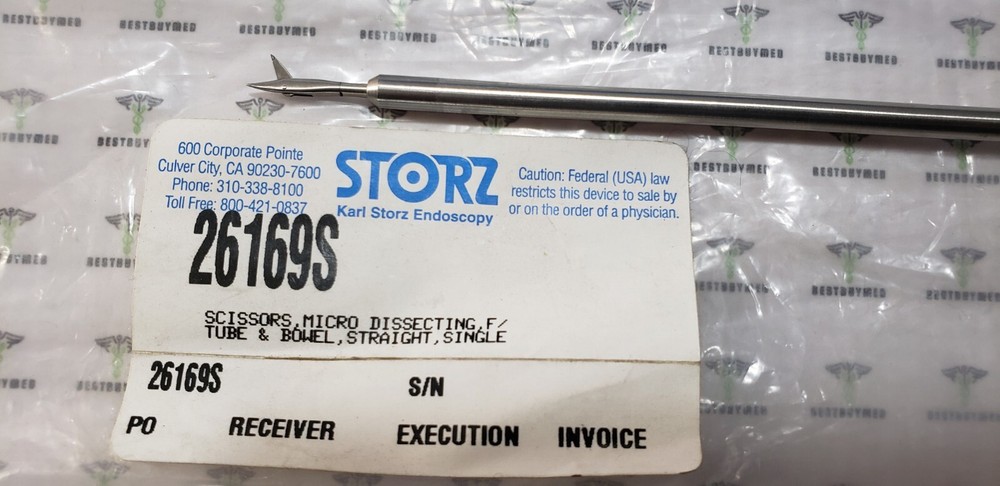 BESTBUYMED
600 Corporate Pointe
Culver City, CA 90230-7600
Phone: 310-338-8100
Toll Free: 800-421-0837
STORZ
Karl Storz Endoscopy
Caution: Federal (USA) law
restricts this device to sale by
or on the order of a physician.
26169S
SCISSORS,MICRO DISSECTING,F/
TUBE & BOWEL,STRAIGHT,SINGLE
26169S S/N
PO RECEIVER EXECUTION INVOICE